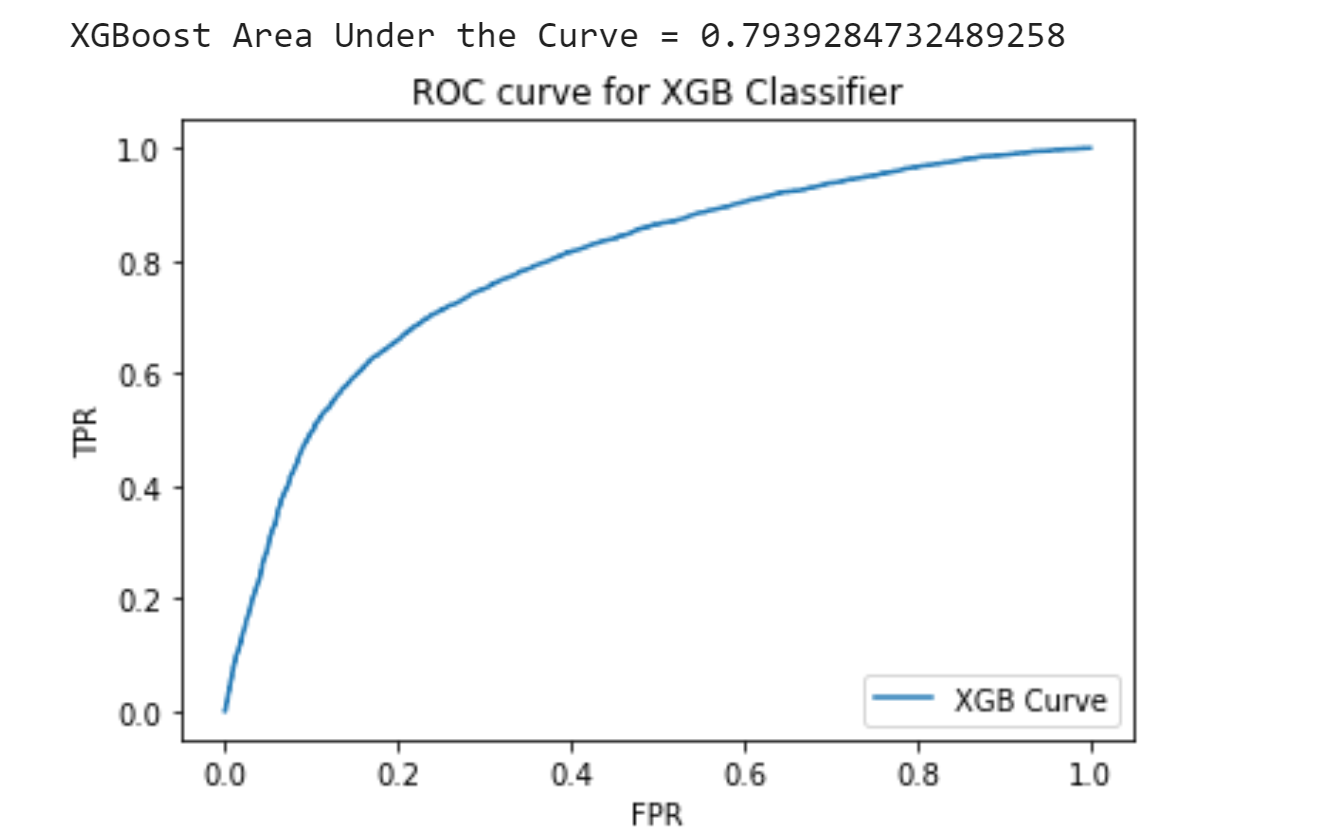 XGBoost Area Under the Curve = 0.7939284732489258
ROC curve for XGB Classifier
1.0
0.8
0.6
0.4
0.2
0.0
TPR
XGB Curve
0.0 0.2 0.4 0.6 0.8 1.0
FPR